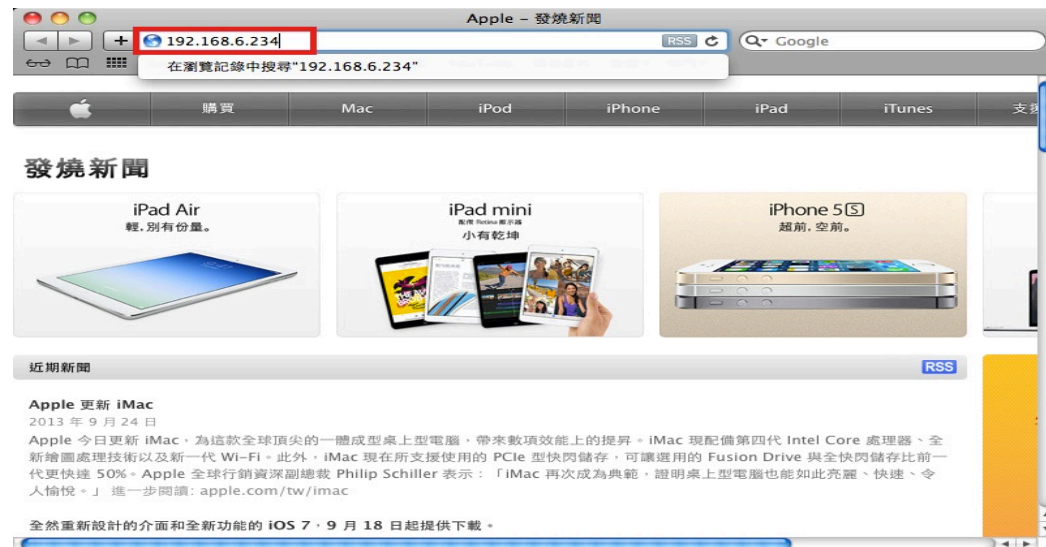 Apple – 發燒新聞
192.168.6.234
RSS
Google
在瀏覽記錄中搜尋"192.168.6.234"
購買 Mac iPod iPhone iPad iTunes 支援
發燒新聞
iPad Air
輕，別有份量。
iPad mini
配備 Retina 顯示器
小有乾坤
iPhone 5S
超前，空前。
近期新聞 RSS
Apple 更新 iMac
2013 年 9 月 24 日
Apple 今日更新 iMac，為這款全球頂尖的一體成型桌上型電腦，帶來數項效能上的提昇。iMac 現配備第四代 Intel Core 處理器、全
新繪圖處理技術以及新一代 Wi-Fi。此外，iMac 現在所支援使用的 PCIe 型快閃儲存，可讓選用的 Fusion Drive 與全快閃儲存比前一
代更快達 50%。Apple 全球行銷資深副總裁 Philip Schiller 表示：「iMac 再次成為典範，證明桌上型電腦也能如此亮麗、快速、令
人愉悅。」 進一步閱讀: apple.com/tw/imac
全然重新設計的介面和全新功能的 iOS 7，9 月 18 日起提供下載。